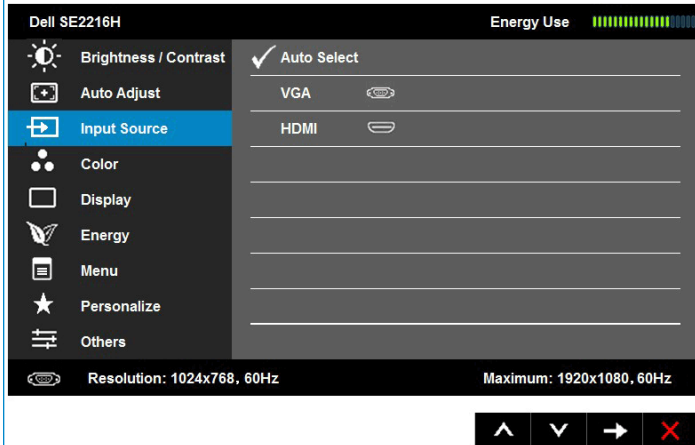 Dell SE2216H Energy Use
Brightness / Contrast Auto Select
Auto Adjust VGA
Input Source HDMI
Color
Display
Energy
Menu
Personalize
Others
Resolution: 1024x768, 60Hz Maximum: 1920x1080, 60Hz